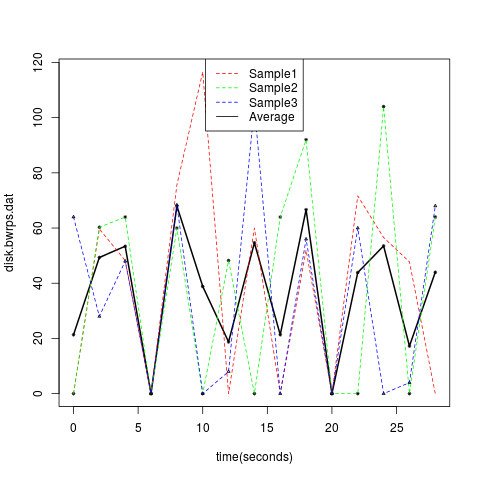 120
100
80
60
40
20
0
disk.bwrps.dat
Sample1
Sample2
Sample3
Average
0 5 10 15 20 25
time(seconds)